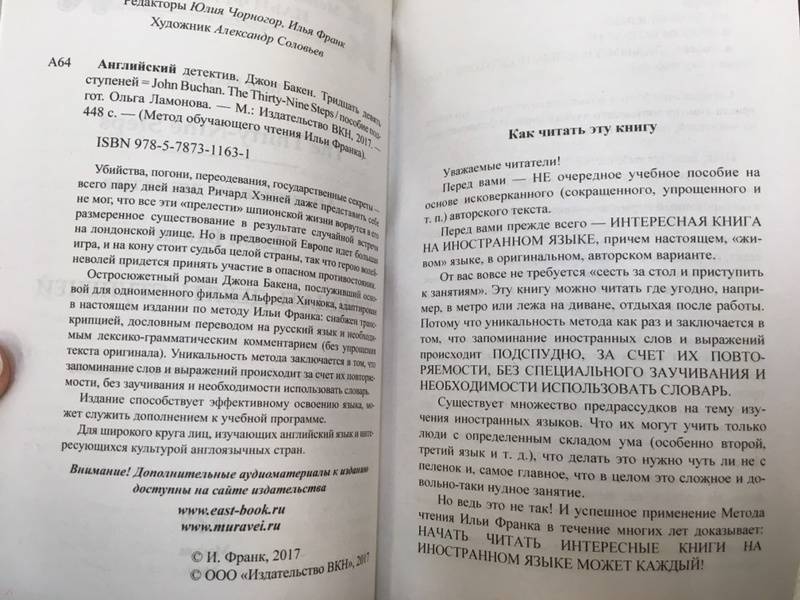 Редакторы Юлия Чорногор, Илья Франк
Художник Александр Соловьев
А64
Английский детектив. Джон Бакен. Тридцать девять
ступеней = John Buchan. The Thirty-Nine Steps / пособие под-
гот. Ольга Ламонова. — М.: Издательство ВКН, 2017. —
448 с. — (Метод обучающего чтения Ильи Франка).
ISBN 978-5-7873-1163-1
Убийства, погони, переодевания, государственные секреты —
всего пару дней назад Ричард Хэнней даже представить себе
не мог, что все эти «прелести» шпионской жизни ворвутся в его
размеренное существование в результате случайной встречи
на лондонской улице. Но в предвоенной Европе идет большая
игра, и на кону стоит судьба целой страны, так что герою волей-
неволей придется принять участие в опасном противостоянии.
Остросюжетный роман Джона Бакена, послуживший осно-
вой для одноименного фильма Альфреда Хичкока, адаптирован
в настоящем издании по методу Ильи Франка: снабжен транс-
крипцией, дословным переводом на русский язык и необходи-
мым лексико-грамматическим комментарием (без упрощения
текста оригинала). Уникальность метода заключается в том, что
запоминание слов и выражений происходит за счет их повторяе-
мости, без заучивания и необходимости использовать словарь.
Издание способствует эффективному освоению языка, мо-
жет служить дополнением к учебной программе.
Для широкого круга лиц, изучающих английский язык и инте-
ресующихся культурой англоязычных стран.
Внимание! Дополнительные аудиоматериалы к изданию
доступны на сайте издательства
www.east-book.ru
www.muravei.ru
© И. Франк, 2017
© ООО «Издательство ВКН», 2017
Как читать эту книгу
Уважаемые читатели!
Перед вами — НЕ очередное учебное пособие на
основе исковерканного (сокращенного, упрощенного и
т. п.) авторского текста.
Перед вами прежде всего — ИНТЕРЕСНАЯ КНИГА
НА ИНОСТРАННОМ ЯЗЫКЕ, причем настоящем, «жи-
вом» языке, в оригинальном, авторском варианте.
От вас вовсе не требуется «сесть за стол и приступить
к занятиям». Эту книгу можно читать где угодно, напри-
мер, в метро или лежа на диване, отдыхая после работы.
Потому что уникальность метода как раз и заключается в
том, что запоминание иностранных слов и выражений
происходит ПОДСПУДНО, ЗА СЧЕТ ИХ ПОВТО-
РЯЕМОСТИ, БЕЗ СПЕЦИАЛЬНОГО ЗАУЧИВАНИЯ И
НЕОБХОДИМОСТИ ИСПОЛЬЗОВАТЬ СЛОВАРЬ.
Существует множество предрассудков на тему изу-
чения иностранных языков. Что их могут учить только
люди с определенным складом ума (особенно второй,
третий язык и т. д.), что делать это нужно чуть ли не с
пеленок и, самое главное, что в целом это сложное и до-
вольно-таки нудное занятие.
Но ведь это не так! И успешное применение Метода
чтения Ильи Франка в течение многих лет доказывает:
НАЧАТЬ ЧИТАТЬ ИНТЕРЕСНЫЕ КНИГИ НА
ИНОСТРАННОМ ЯЗЫКЕ МОЖЕТ КАЖДЫЙ!